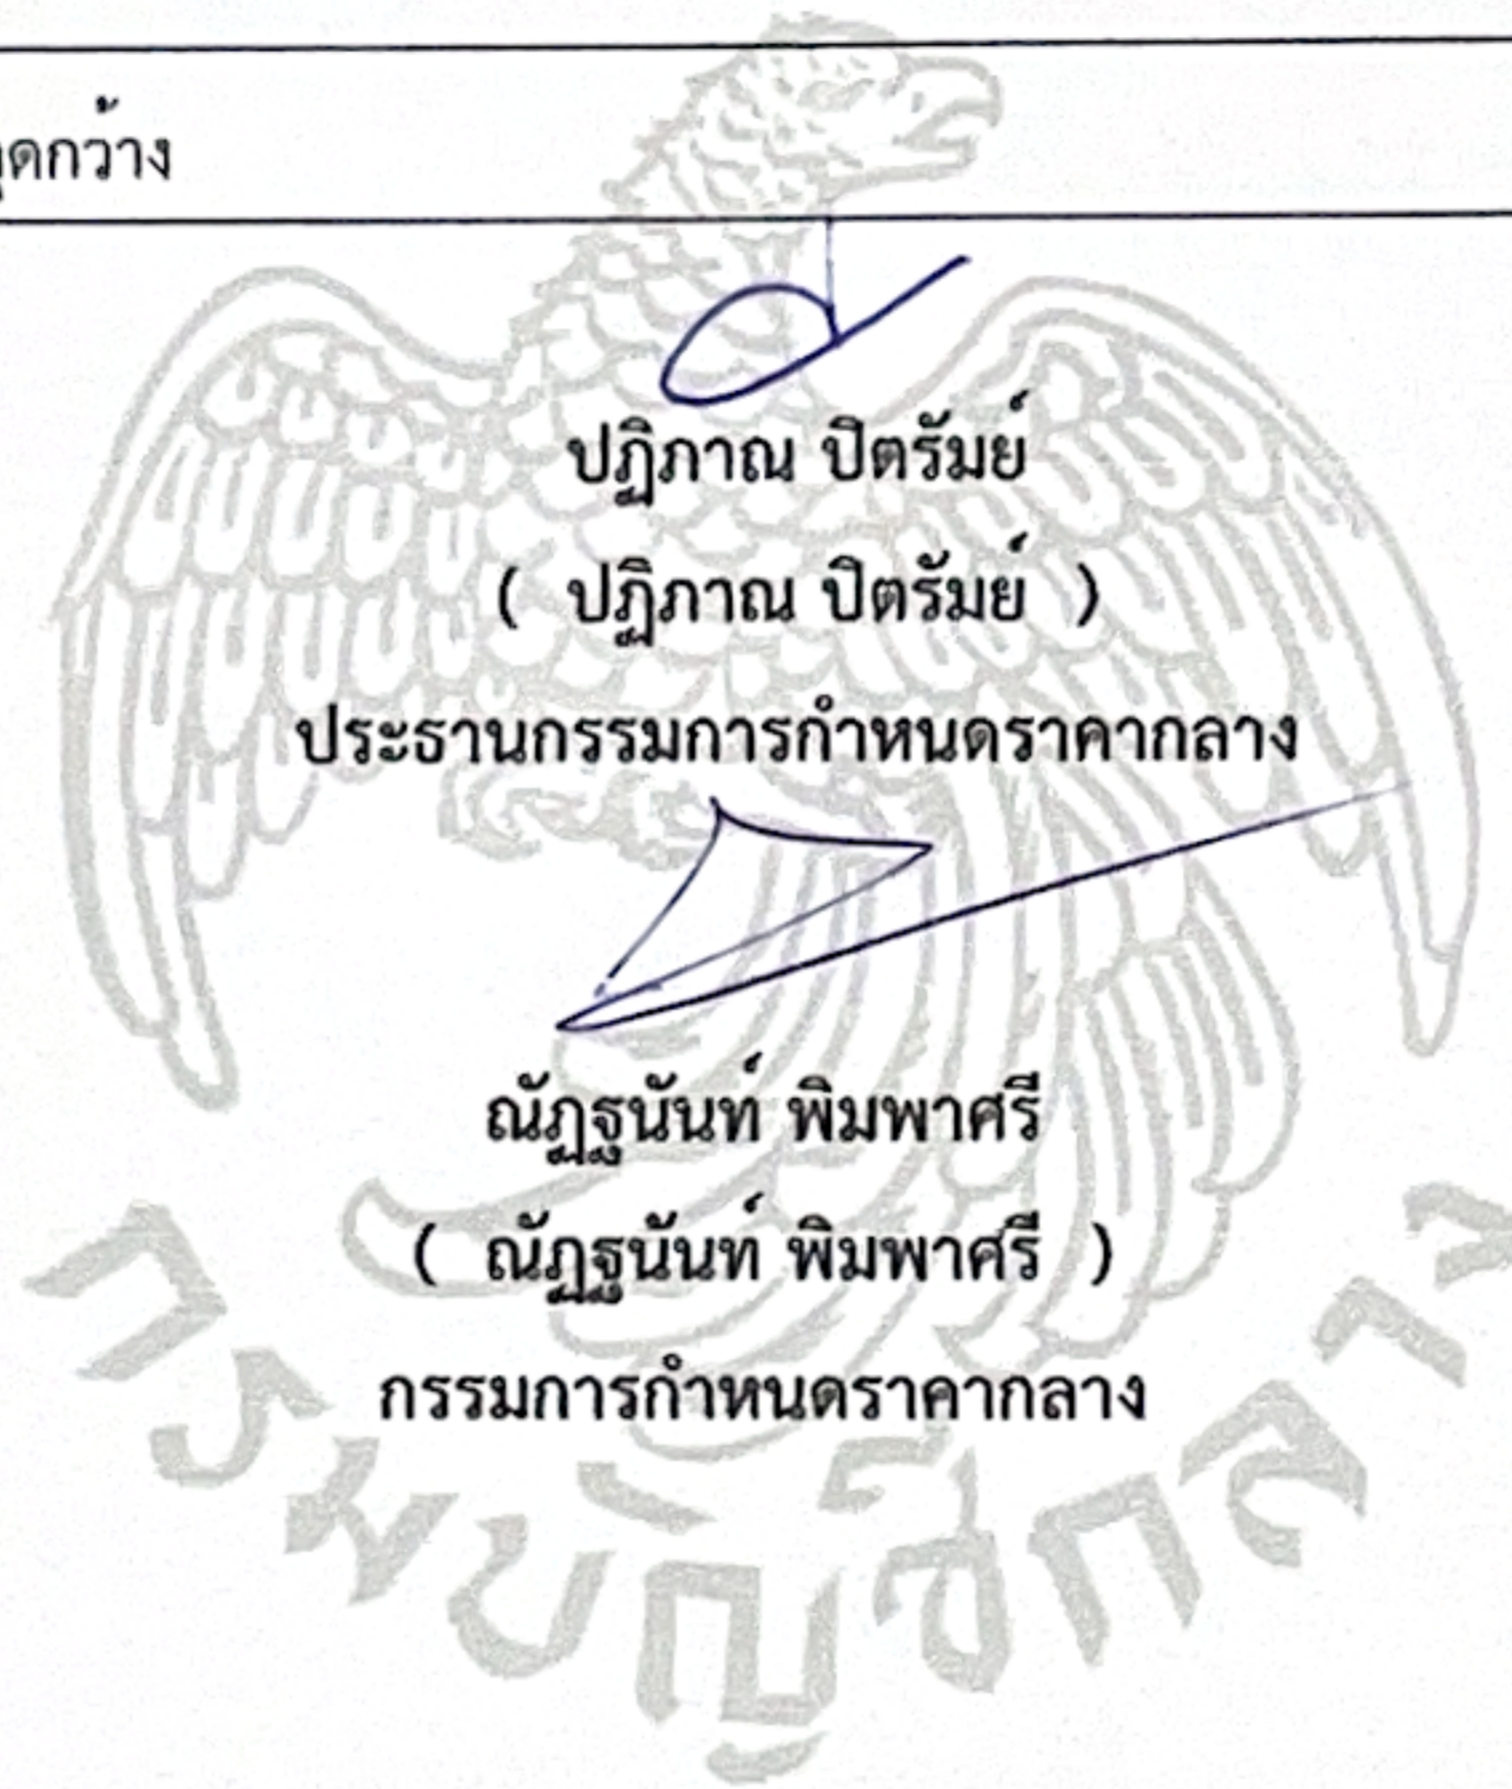 กุดกว้าง
ปฏิภาณ ปิตรัมย์
( ปฏิภาณ ปิตรัมย์ )
ประธานกรรมการกำหนดราคากลาง
ณัฏฐนันท์ พิมพาศรี
( ณัฏฐนันท์ พิมพาศรี )
กรรมการกำหนดราคากลาง
กรมบัญชีกลาง